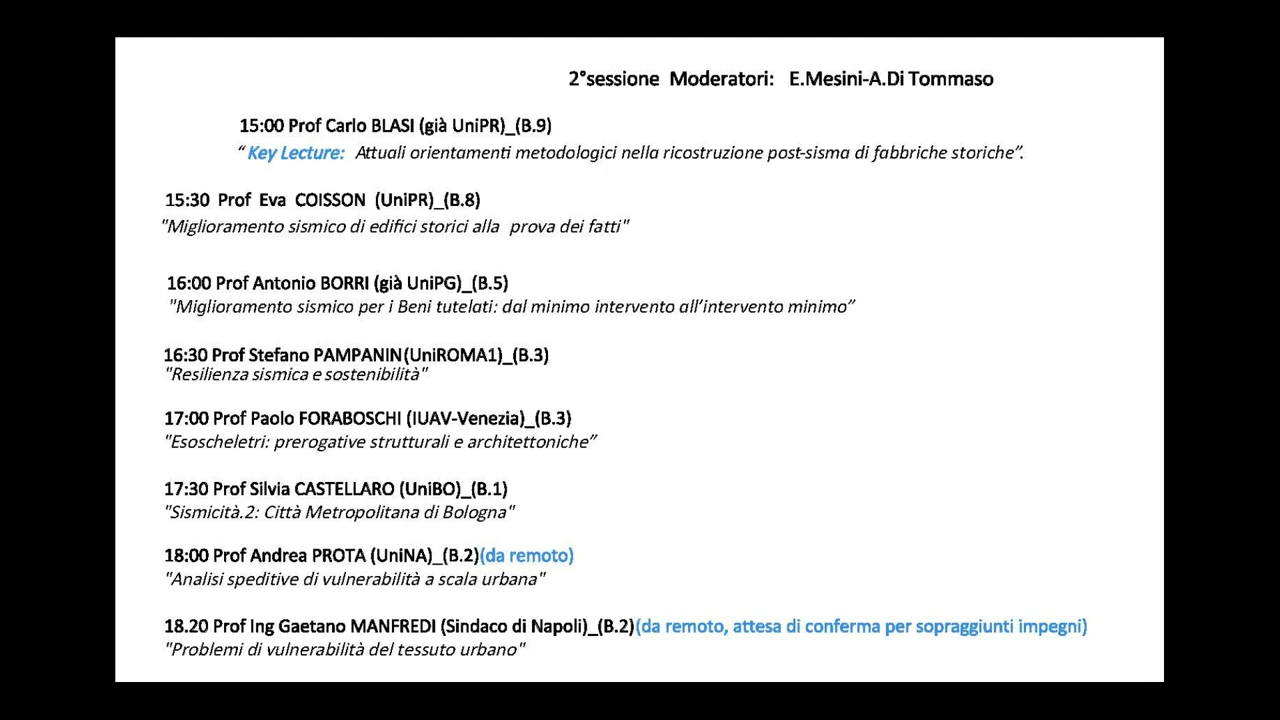 2°sessione Moderatori: E.Mesini-A.Di Tommaso
15:00 Prof Carlo BLASI (già UniPR)_(B.9)
“ Key Lecture: Attuali orientamenti metodologici nella ricostruzione post-sisma di fabbriche storiche”.
15:30 Prof Eva COISSON (UniPR)_(B.8)
"Miglioramento sismico di edifici storici alla prova dei fatti"
16:00 Prof Antonio BORRI (già UniPG)_(B.5)
"Miglioramento sismico per i Beni tutelati: dal minimo intervento all’intervento minimo”
16:30 Prof Stefano PAMPANIN(UniROMA1)_(B.3)
"Resilienza sismica e sostenibilità"
17:00 Prof Paolo FORABOSCHI (IUAV-Venezia)_(B.3)
"Esoscheletri: prerogative strutturali e architettoniche”
17:30 Prof Silvia CASTELLARO (UniBO)_(B.1)
"Sismicità.2: Città Metropolitana di Bologna"
18:00 Prof Andrea PROTA (UniNA)_(B.2)(da remoto)
"Analisi speditive di vulnerabilità a scala urbana"
18.20 Prof Ing Gaetano MANFREDI (Sindaco di Napoli)_(B.2)(da remoto, attesa di conferma per sopraggiunti impegni)
"Problemi di vulnerabilità del tessuto urbano"